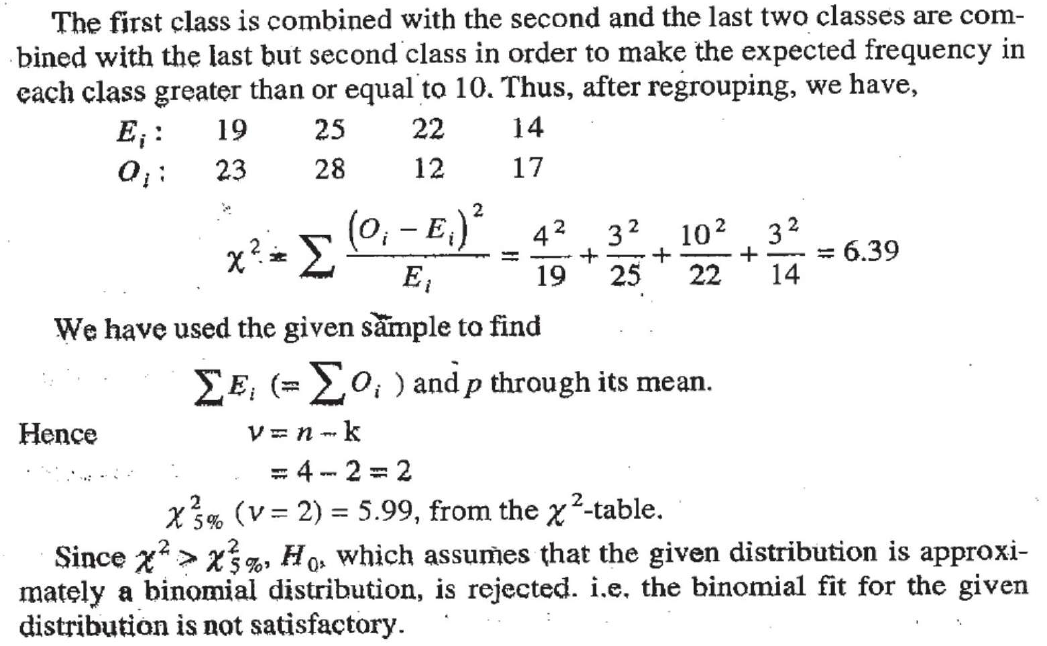 The first class is combined with the second and the last two classes are com-
bined with the last but second class in order to make the expected frequency in
each class greater than or equal to 10. Thus, after regrouping, we have,
E_i : 19 25 22 14
O_i : 23 28 12 17
χ² = ∑ (O_i − E_i)² / E_i = 4²/19 + 3²/25 + 10²/22 + 3²/14 = 6.39
We have used the given sample to find
∑ E_i (= ∑ O_i ) and p through its mean.
Hence ν = n – k
= 4 – 2 = 2
χ²_5% (ν = 2) = 5.99, from the χ²-table.
Since χ² > χ²_5%, H_0, which assumes that the given distribution is approxi-
mately a binomial distribution, is rejected. i.e. the binomial fit for the given
distribution is not satisfactory.